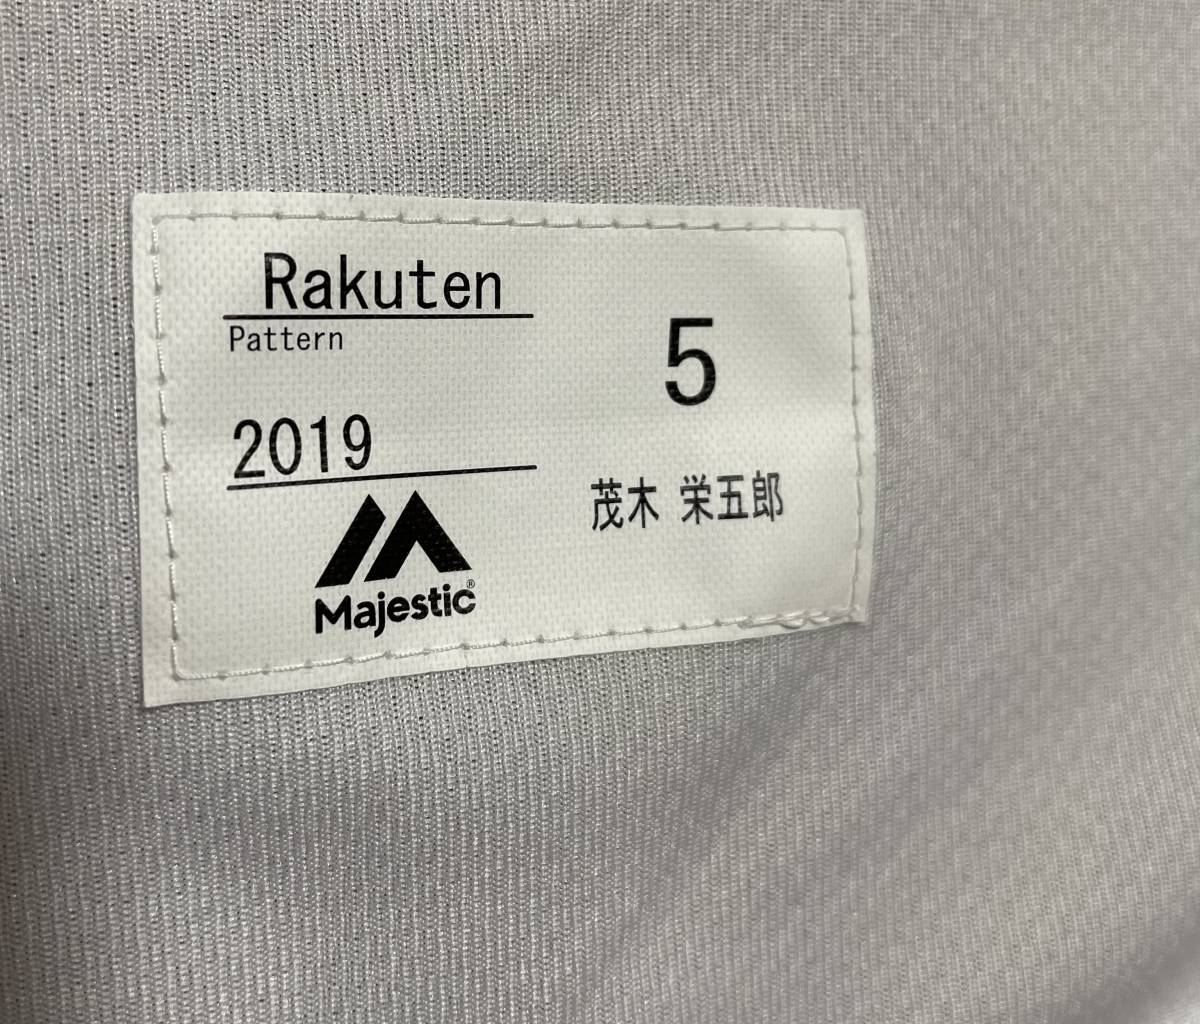 Rakuten
Pattern
2019
Majestic®
5
茂木 栄五郎